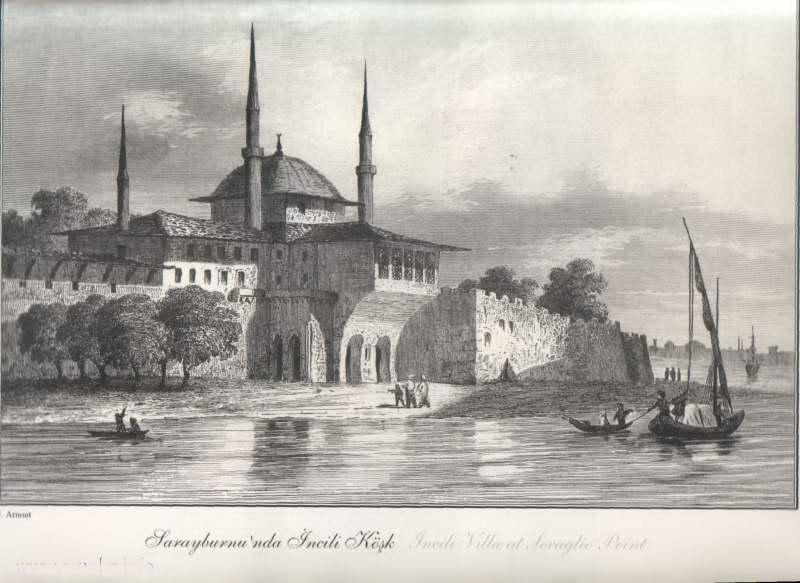 J. Arnout
Sarayburnu'nda İncili Köşk İncili Villa at Seraglio Point